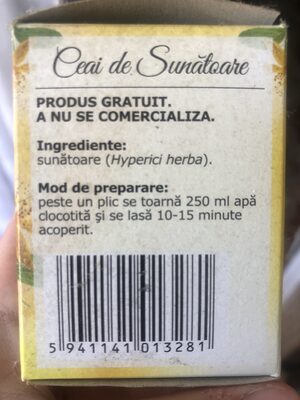 Ceai de Sunătoare
PRODUS GRATUIT.
A NU SE COMERCIALIZA.
Ingrediente:
sunătoare (Hyperici herba).
Mod de preparare:
peste un plic se toarnă 250 ml apă
clocotită şi se lasă 10-15 minute
acoperit.
5 941141 013281